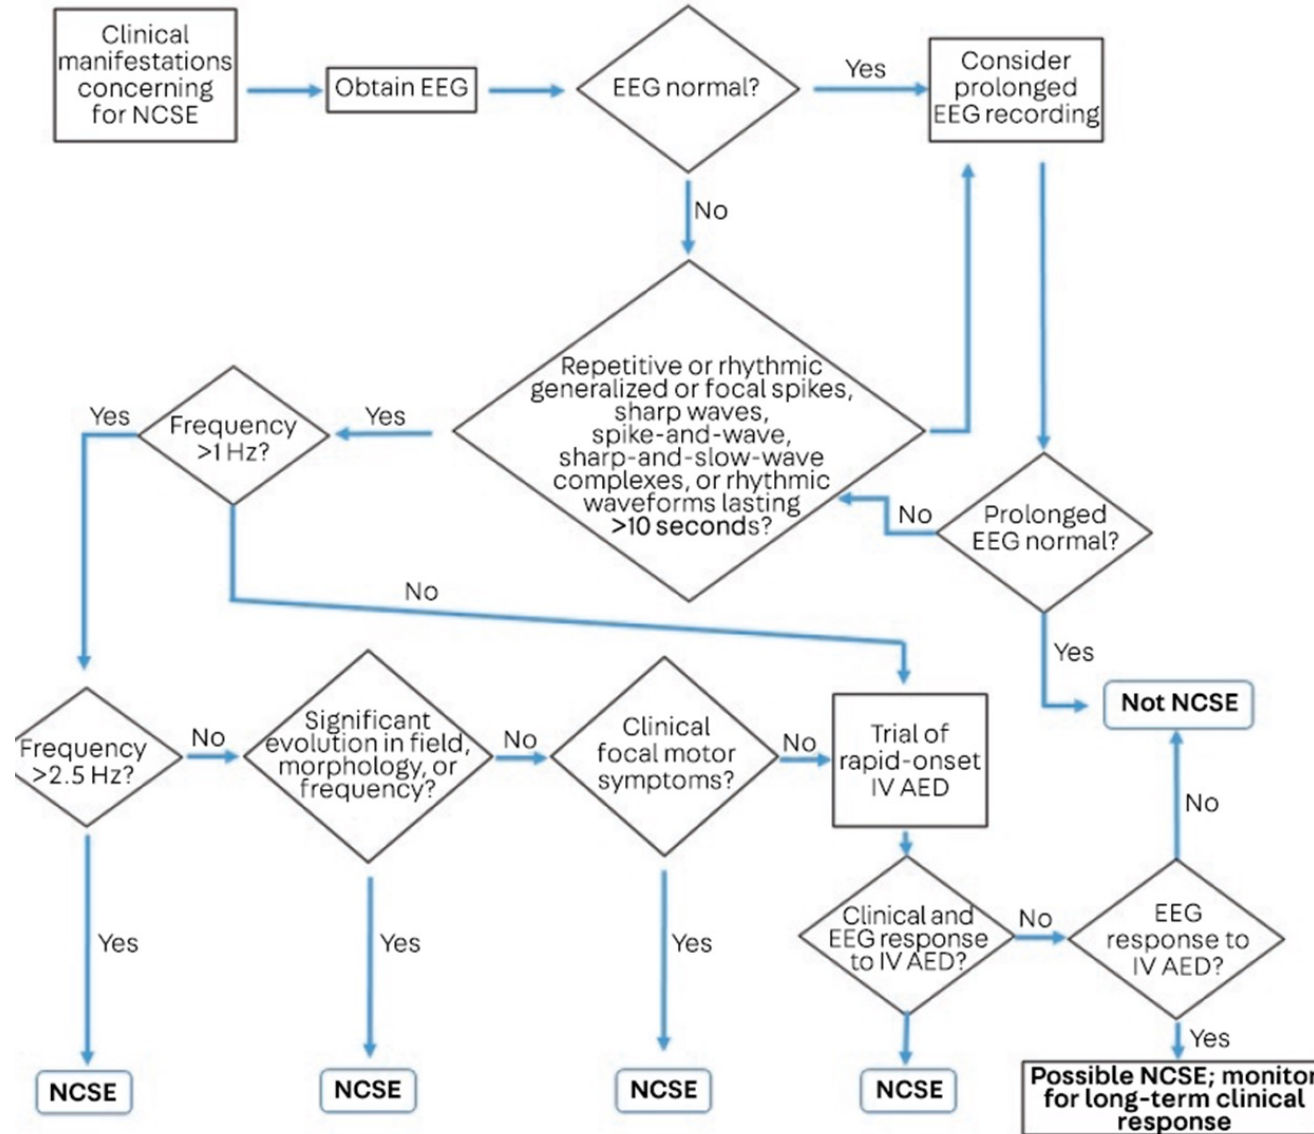 Clinical
manifestations
concerning
for NCSE
Obtain EEG
EEG normal?
Yes
Consider
prolonged
EEG recording
No
Repetitive or rhythmic
generalized or focal spikes,
sharp waves,
spike-and-wave,
sharp-and-slow-wave
complexes, or rhythmic
waveforms lasting
>10 seconds?
Yes
Frequency
>1 Hz?
Yes
No
Prolonged
EEG normal?
No
Yes
Not NCSE
Frequency
>2.5 Hz?
No
Significant
evolution in field,
morphology, or
frequency?
No
Clinical
focal motor
symptoms?
No
Trial of
rapid-onset
IV AED
No
Clinical and
EEG response
to IV AED?
No
EEG
response to
IV AED?
Yes
Yes
Yes
Yes
NCSE
NCSE
NCSE
NCSE
Possible NCSE; monitor
for long-term clinical
response